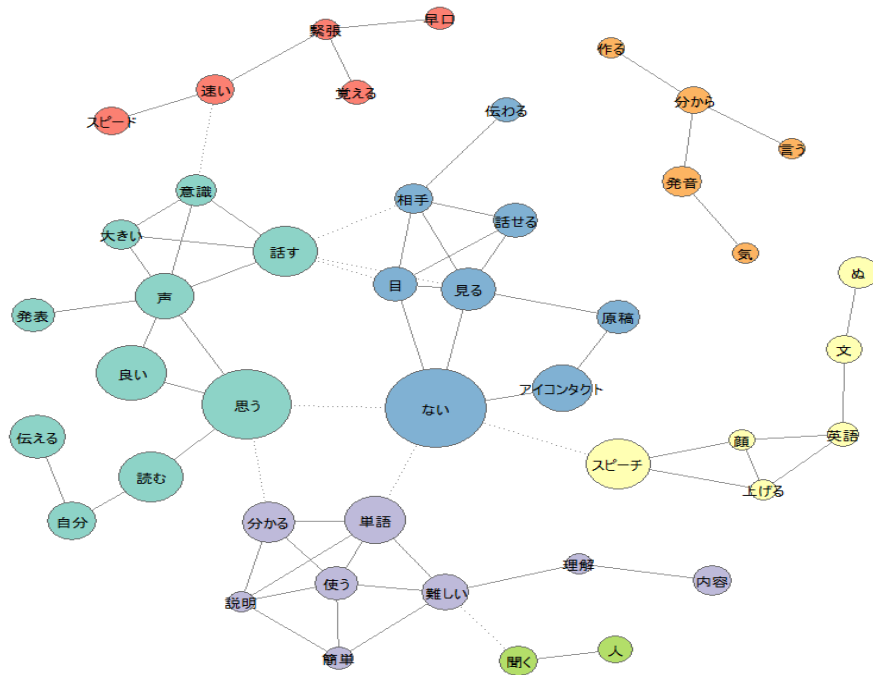 早口
緊張
作る
速い
覚える
分から
伝わる
スピード
言う
意識
発音
相手
話せる
大きい
話す
気
ぬ
目
見る
声
発表
原稿
文
良い
アイコンタクト
思う
ない
伝える
顔
英語
スピーチ
読む
上げる
自分
分かる
単語
理解
内容
使う
難しい
説明
人
簡単
聞く